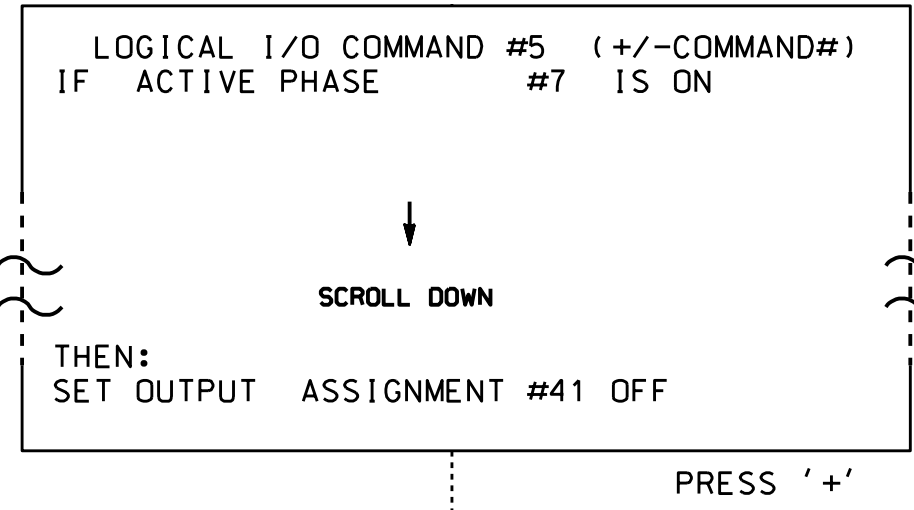 LOGICAL I/O COMMAND #5 (+/-COMMAND#)
IF ACTIVE PHASE #7 IS ON
SCROLL DOWN
THEN:
SET OUTPUT ASSIGNMENT #41 OFF
PRESS '+'